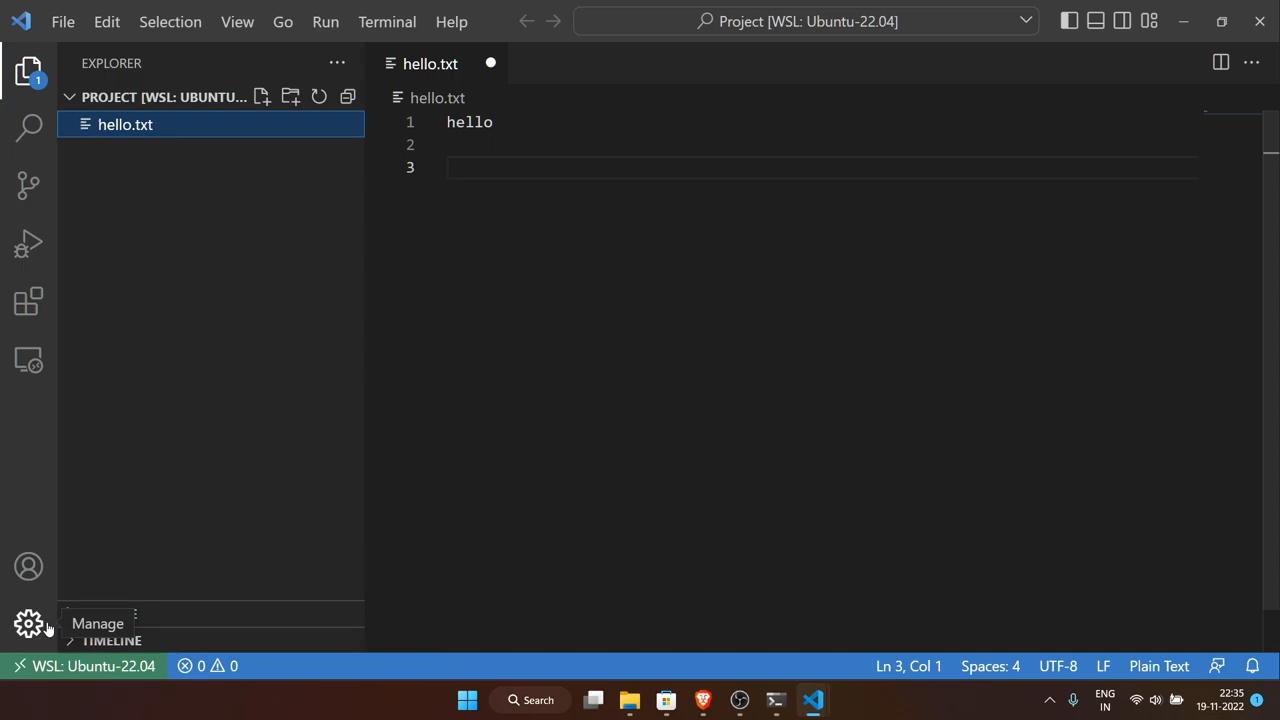 File Edit Selection View Go Run Terminal Help Project [WSL: Ubuntu-22.04]
EXPLORER
1
PROJECT [WSL: UBUNTU...
hello.txt
hello.txt
hello.txt
1 hello
2
3
Manage
TIMELINE
WSL: Ubuntu-22.04 0 0 Ln 3, Col 1 Spaces: 4 UTF-8 LF Plain Text
Search
ENG
IN
22:35
19-11-2022
1